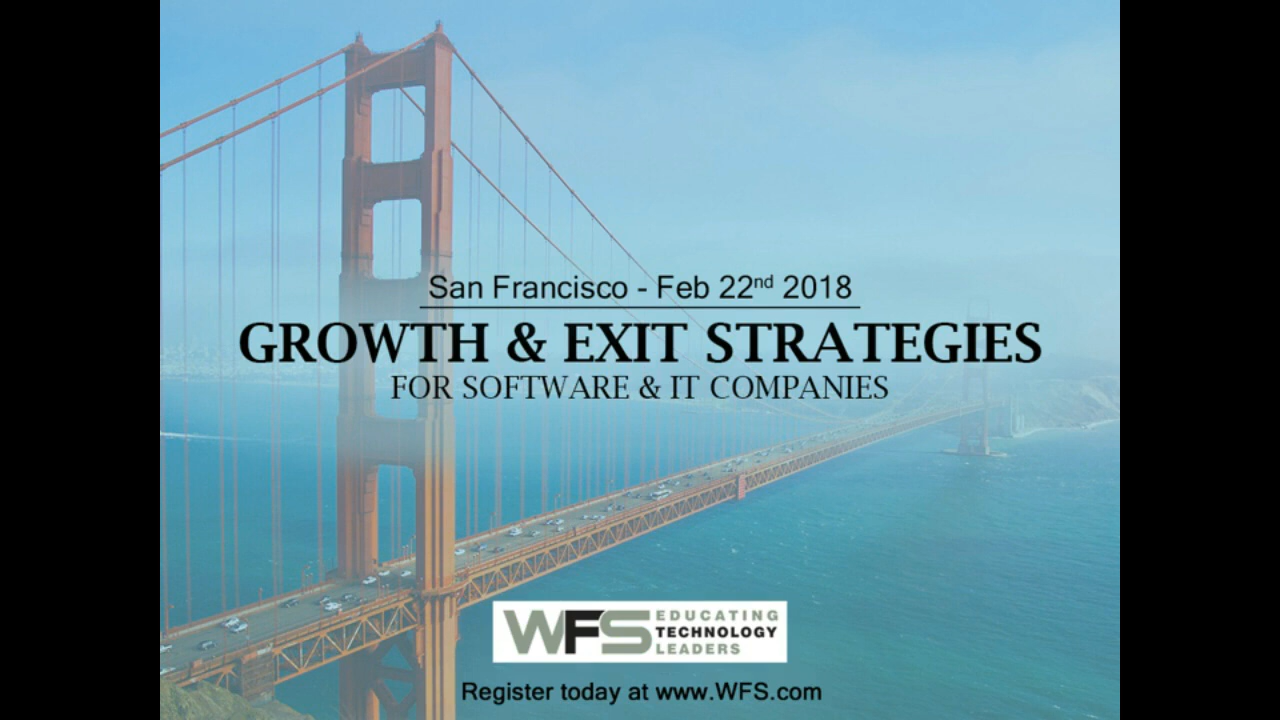 San Francisco - Feb 22nd 2018
GROWTH & EXIT STRATEGIES
FOR SOFTWARE & IT COMPANIES
WFS
EDUCATING
TECHNOLOGY
LEADERS
Register today at www.WFS.com